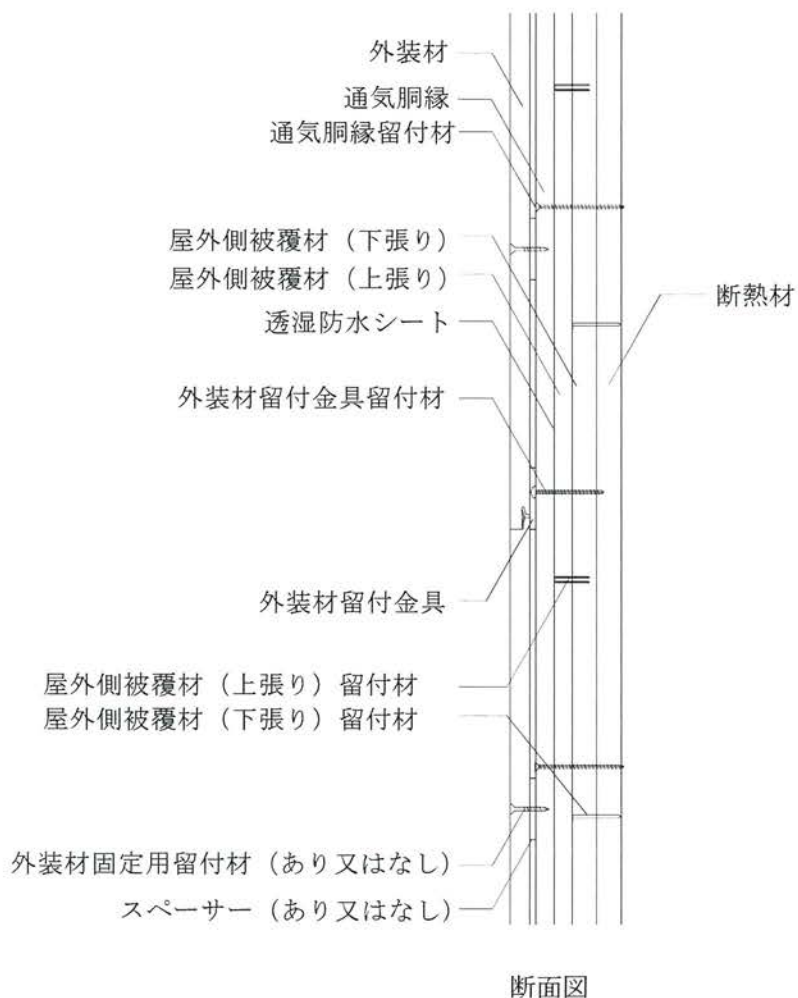 外装材
通気胴縁
通気胴縁留付材
屋外側被覆材（下張り）
屋外側被覆材（上張り）
断熱材
透湿防水シート
外装材留付金具留付材
外装材留付金具
屋外側被覆材（上張り）留付材
屋外側被覆材（下張り）留付材
外装材固定用留付材（あり又はなし）
スペーサー（あり又はなし）
断面図